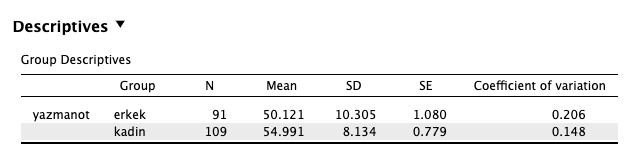 Descriptives ▼
Group Descriptives
Group N Mean SD SE Coefficient of variation
yazmanot erkek 91 50.121 10.305 1.080 0.206
kadin 109 54.991 8.134 0.779 0.148